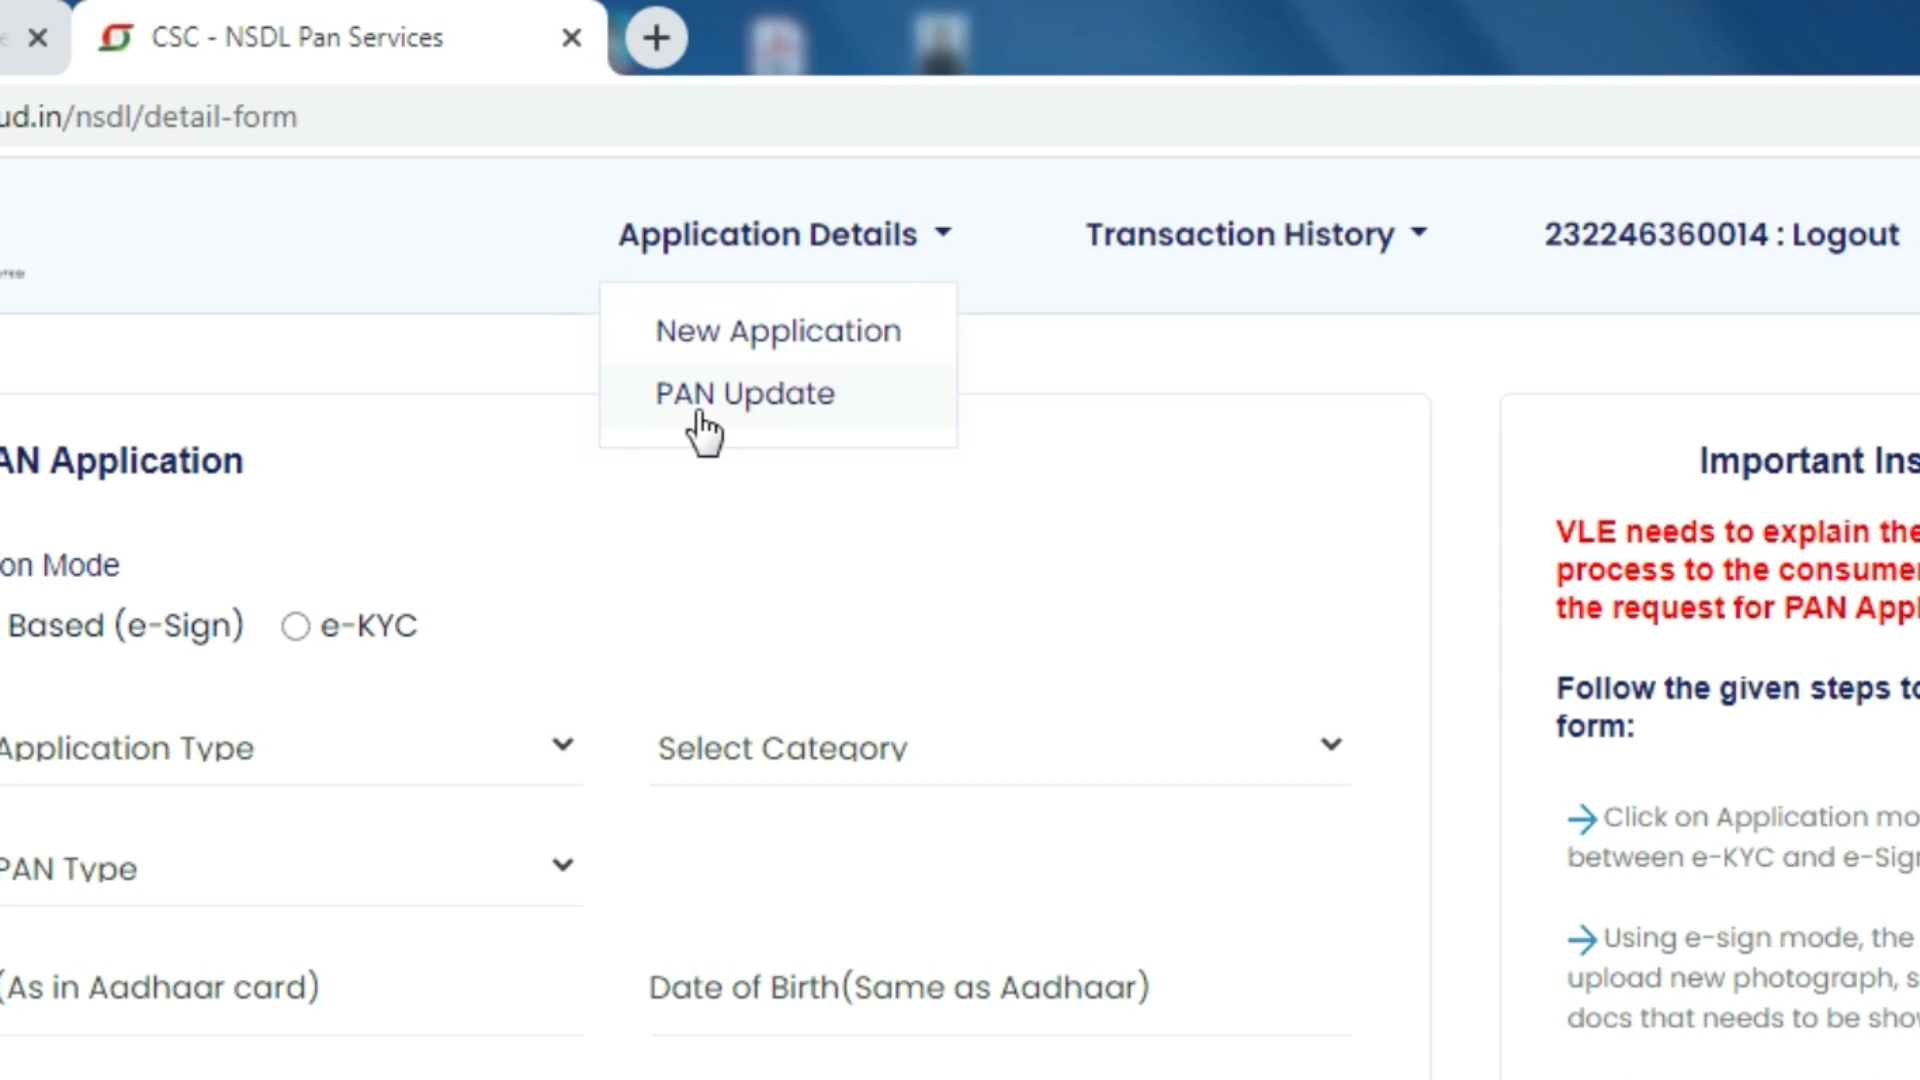 CSC - NSDL Pan Services
ud.in/nsdl/detail-form
Application Details
Transaction History
232246360014 : Logout
New Application
PAN Update
AN Application
on Mode
Based (e-Sign)
e-KYC
Application Type
Select Category
PAN Type
(As in Aadhaar card)
Date of Birth(Same as Aadhaar)
Important Ins
VLE needs to explain the
process to the consumer
the request for PAN Appl
Follow the given steps to
form:
Click on Application mo
between e-KYC and e-Sign
Using e-sign mode, the
upload new photograph, s
docs that needs to be show